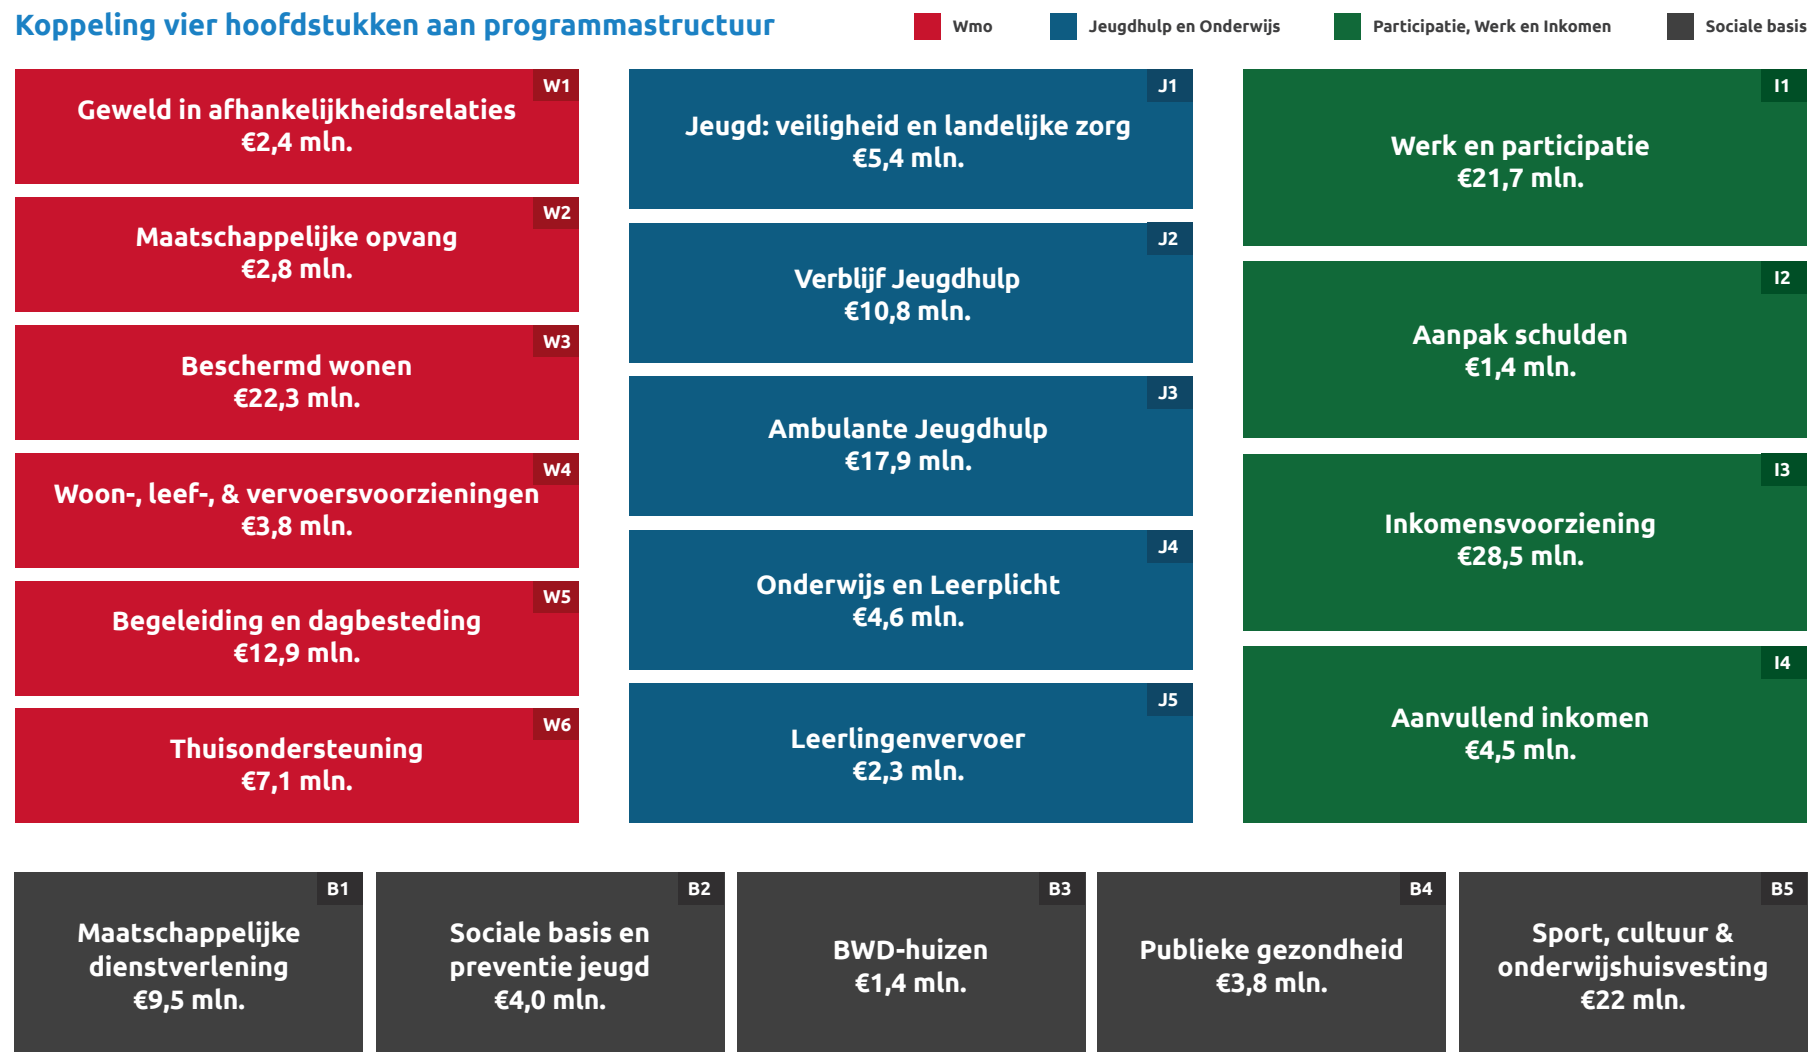 Koppeling vier hoofdstukken aan programmastructuur
Wmo
Jeugdhulp en Onderwijs
Participatie, Werk en Inkomen
Sociale basis
W1
Geweld in afhankelijkheidsrelaties
€2,4 mln.
W2
Maatschappelijke opvang
€2,8 mln.
W3
Beschermd wonen
€22,3 mln.
W4
Woon-, leef-, & vervoersvoorzieningen
€3,8 mln.
W5
Begeleiding en dagbesteding
€12,9 mln.
W6
Thuisondersteuning
€7,1 mln.
J1
Jeugd: veiligheid en landelijke zorg
€5,4 mln.
J2
Verblijf Jeugdhulp
€10,8 mln.
J3
Ambulante Jeugdhulp
€17,9 mln.
J4
Onderwijs en Leerplicht
€4,6 mln.
J5
Leerlingenvervoer
€2,3 mln.
I1
Werk en participatie
€21,7 mln.
I2
Aanpak schulden
€1,4 mln.
I3
Inkomensvoorziening
€28,5 mln.
I4
Aanvullend inkomen
€4,5 mln.
B1
Maatschappelijke
dienstverlening
€9,5 mln.
B2
Sociale basis en
preventie jeugd
€4,0 mln.
B3
BWD-huizen
€1,4 mln.
B4
Publieke gezondheid
€3,8 mln.
B5
Sport, cultuur &
onderwijshuisvesting
€22 mln.